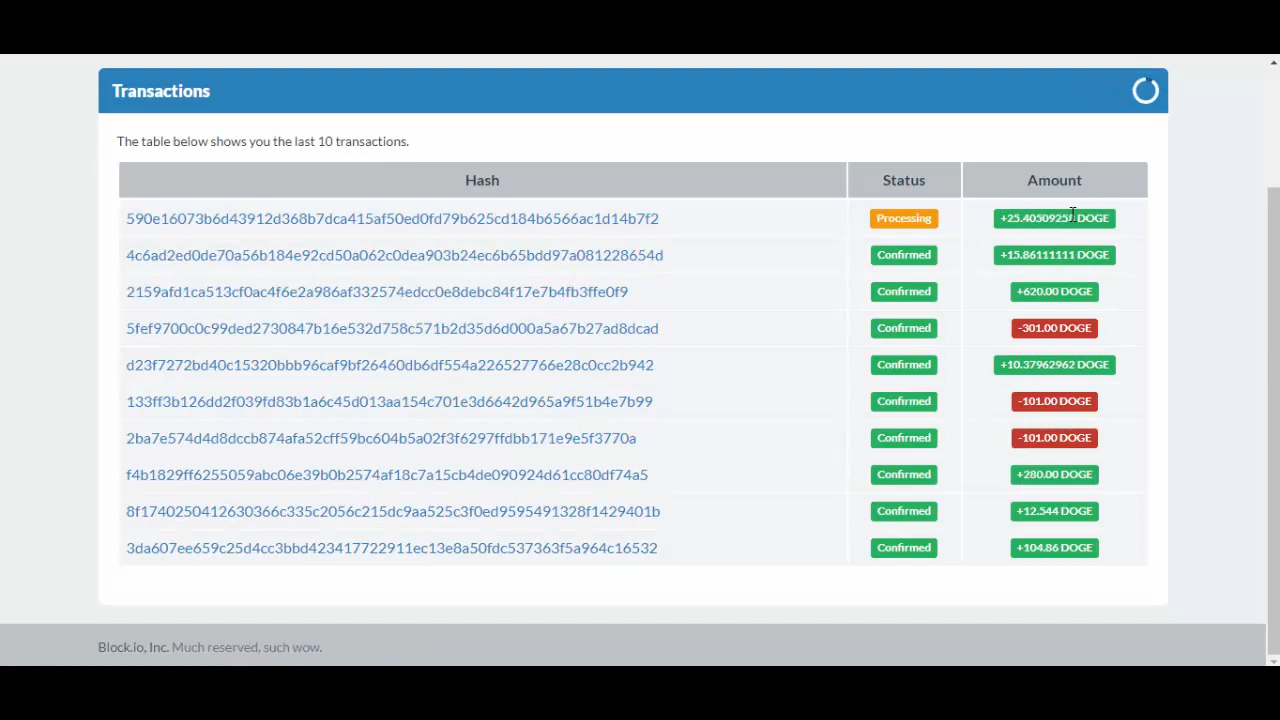 Transactions
The table below shows you the last 10 transactions.
Hash Status Amount
590e16073b6d43912d368b7dca415af50ed0fd79b625cd184b6566ac1d14b7f2 Processing DOGE
4c6ad2ed0de70a56b184e92cd50a062c0dea903b24ec6b65bdd97a081228654d Confirmed +15.86111111 DOGE
2159afd1ca513cf0ac4f6e2a986af332574edcc0e8debc84f17e7b4fb3ffe0f9 Confirmed +620.00 DOGE
5fef9700c0c99ded2730847b16e532d758c571b2d35d6d000a5a67b27ad8dcad Confirmed -301.00 DOGE
d23f7272bd40c15320bbb96caf9bf26460db6df554a226527766e28c0cc2b942 Confirmed +10.37962962 DOGE
133ff3b126dd2f039fd83b1a6c45d013aa154c701e3d6642d965a9f51b4e7b99 Confirmed -101.00 DOGE
2ba7e574d4d8dccb874afa52cff59bc604b5a02f3f6297ffdbb171e9e5f3770a Confirmed -101.00 DOGE
f4b1829ff6255059abc06e39b0b2574af18c7a15cb4de090924d61cc80df74a5 Confirmed +280.00 DOGE
8f1740250412630366c335c2056c215dc9aa525c3f0ed9595491328f1429401b Confirmed +12.544 DOGE
3da607ee659c25d4cc3bbd423417722911ec13e8a50fdc537363f5a964c16532 Confirmed +104.86 DOGE
Block.io, Inc. Much reserved, such wow.